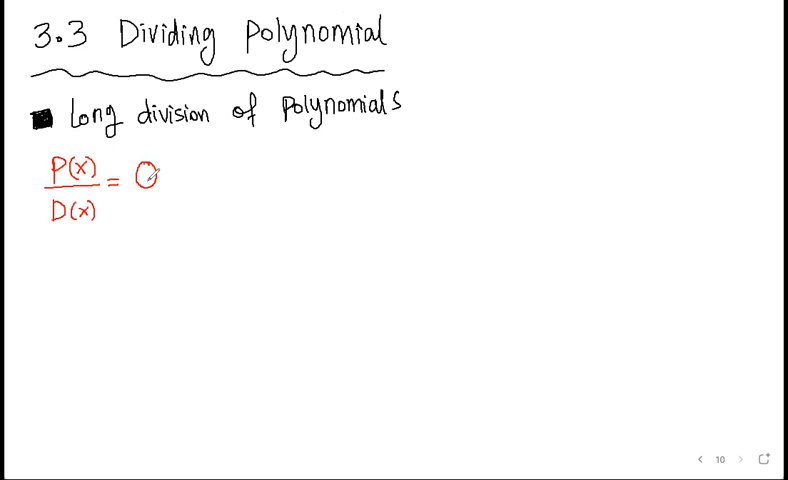 3.3 Dividing Polynomial
Long division of Polynomials
P(x)
D(x)
= O
10